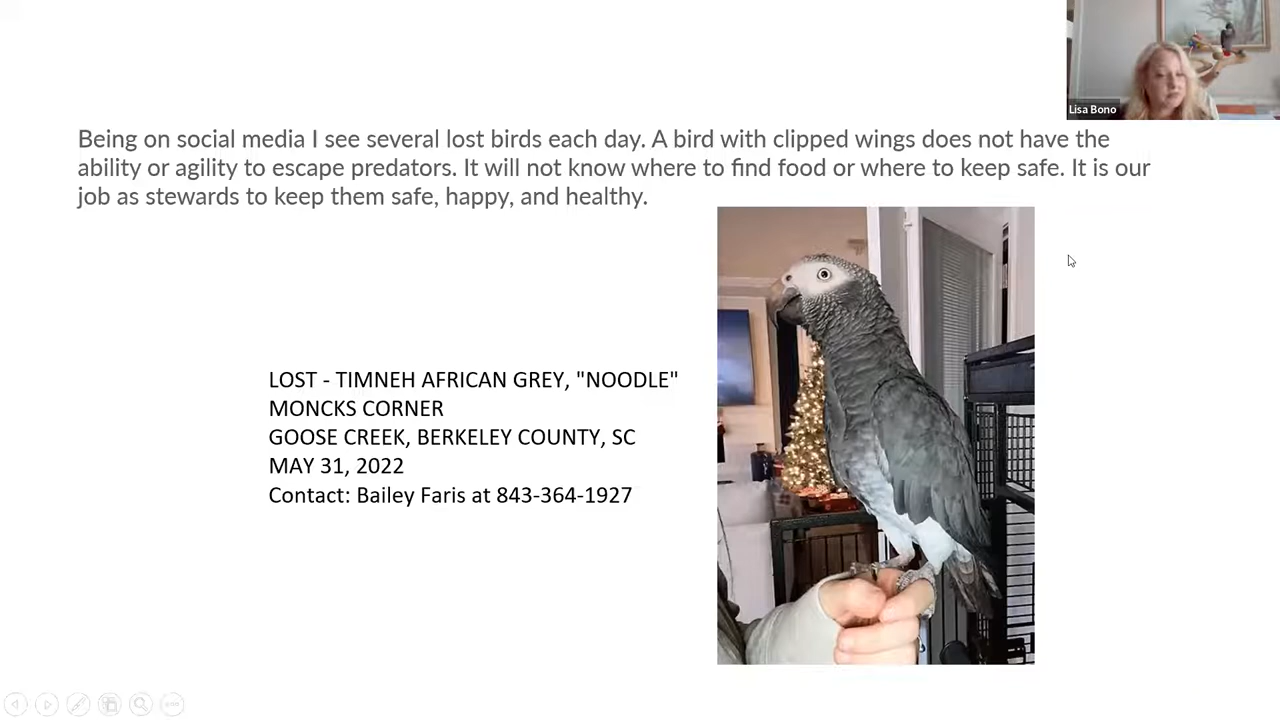 Lisa Bono
Being on social media I see several lost birds each day. A bird with clipped wings does not have the
ability or agility to escape predators. It will not know where to find food or where to keep safe. It is our
job as stewards to keep them safe, happy, and healthy.
LOST - TIMNEH AFRICAN GREY, "NOODLE"
MONCKS CORNER
GOOSE CREEK, BERKELEY COUNTY, SC
MAY 31, 2022
Contact: Bailey Faris at 843-364-1927